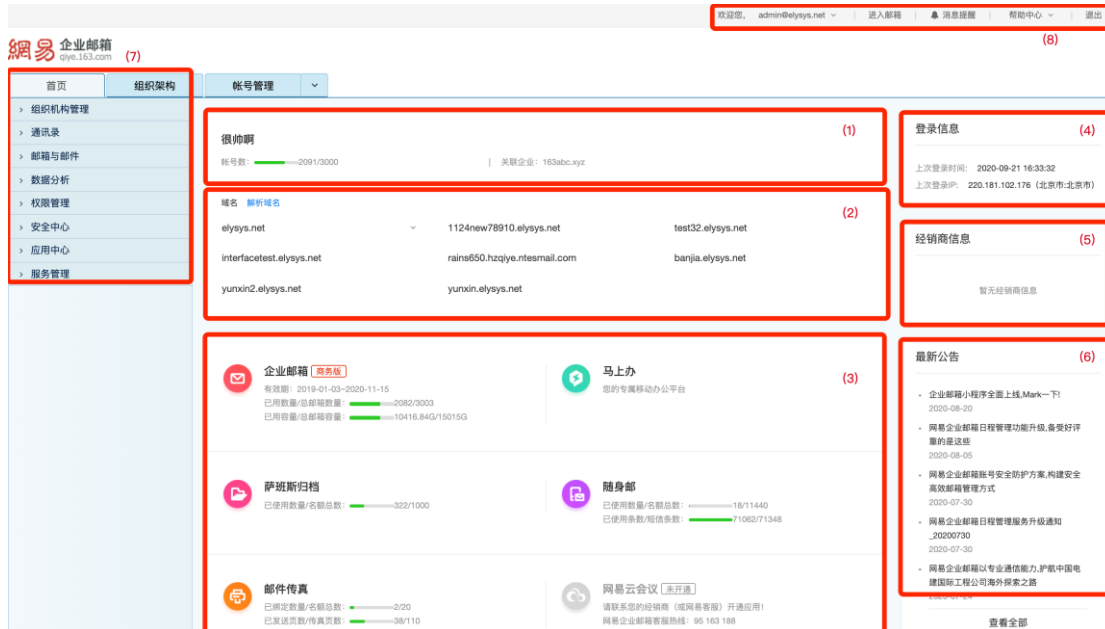 欢迎您， admin@elysys.net 进入邮箱 消息提醒 帮助中心 退出
(8)
網易 企业邮箱
qiye.163.com
(7)
首页 组织架构 帐号管理
组织机构管理
通讯录
邮箱与邮件
数据分析
权限管理
安全中心
应用中心
服务管理
很帅啊
(1)
帐号数： 2091/3000 关联企业：163abc.xyz
域名 解析域名
(2)
elysys.net 1124new78910.elysys.net test32.elysys.net
interfacetest.elysys.net rains650.hzqiye.ntesmail.com banjia.elysys.net
yunxin2.elysys.net yunxin.elysys.net
企业邮箱 商务版
有效期：2019-01-03~2020-11-15
已用数量/总邮箱数量： 2082/3003
已用容量/总邮箱容量： 10416.84G/15015G
马上办
您的专属移动办公平台
(3)
萨班斯归档
已使用数量/名额总数： 322/1000
随身邮
已使用数量/名额总数： 18/11440
已使用条数/短信条数： 71062/71348
邮件传真
已绑定数量/名额总数： 2/20
已发送页数/传真页数： 38/110
网易云会议 未开通
请联系您的经销商（或网易客服）开通应用！
网易企业邮箱客服热线：95 163 188
登录信息
(4)
上次登录时间： 2020-09-21 16:33:32
上次登录IP： 220.181.102.176（北京市:北京市）
经销商信息
(5)
暂无经销商信息
最新公告
(6)
企业邮箱小程序全面上线,Mark一下!
2020-08-20
网易企业邮箱日程管理功能升级,备受好评
靠的是这些
2020-08-05
网易企业邮箱账号安全防护方案,构建安全
高效邮箱管理方式
2020-07-30
网易企业邮箱日程管理服务升级通知
_20200730
2020-07-30
网易企业邮箱以专业通信能力,护航中国电
建国际工程公司海外探索之路
2020-07-24
查看全部